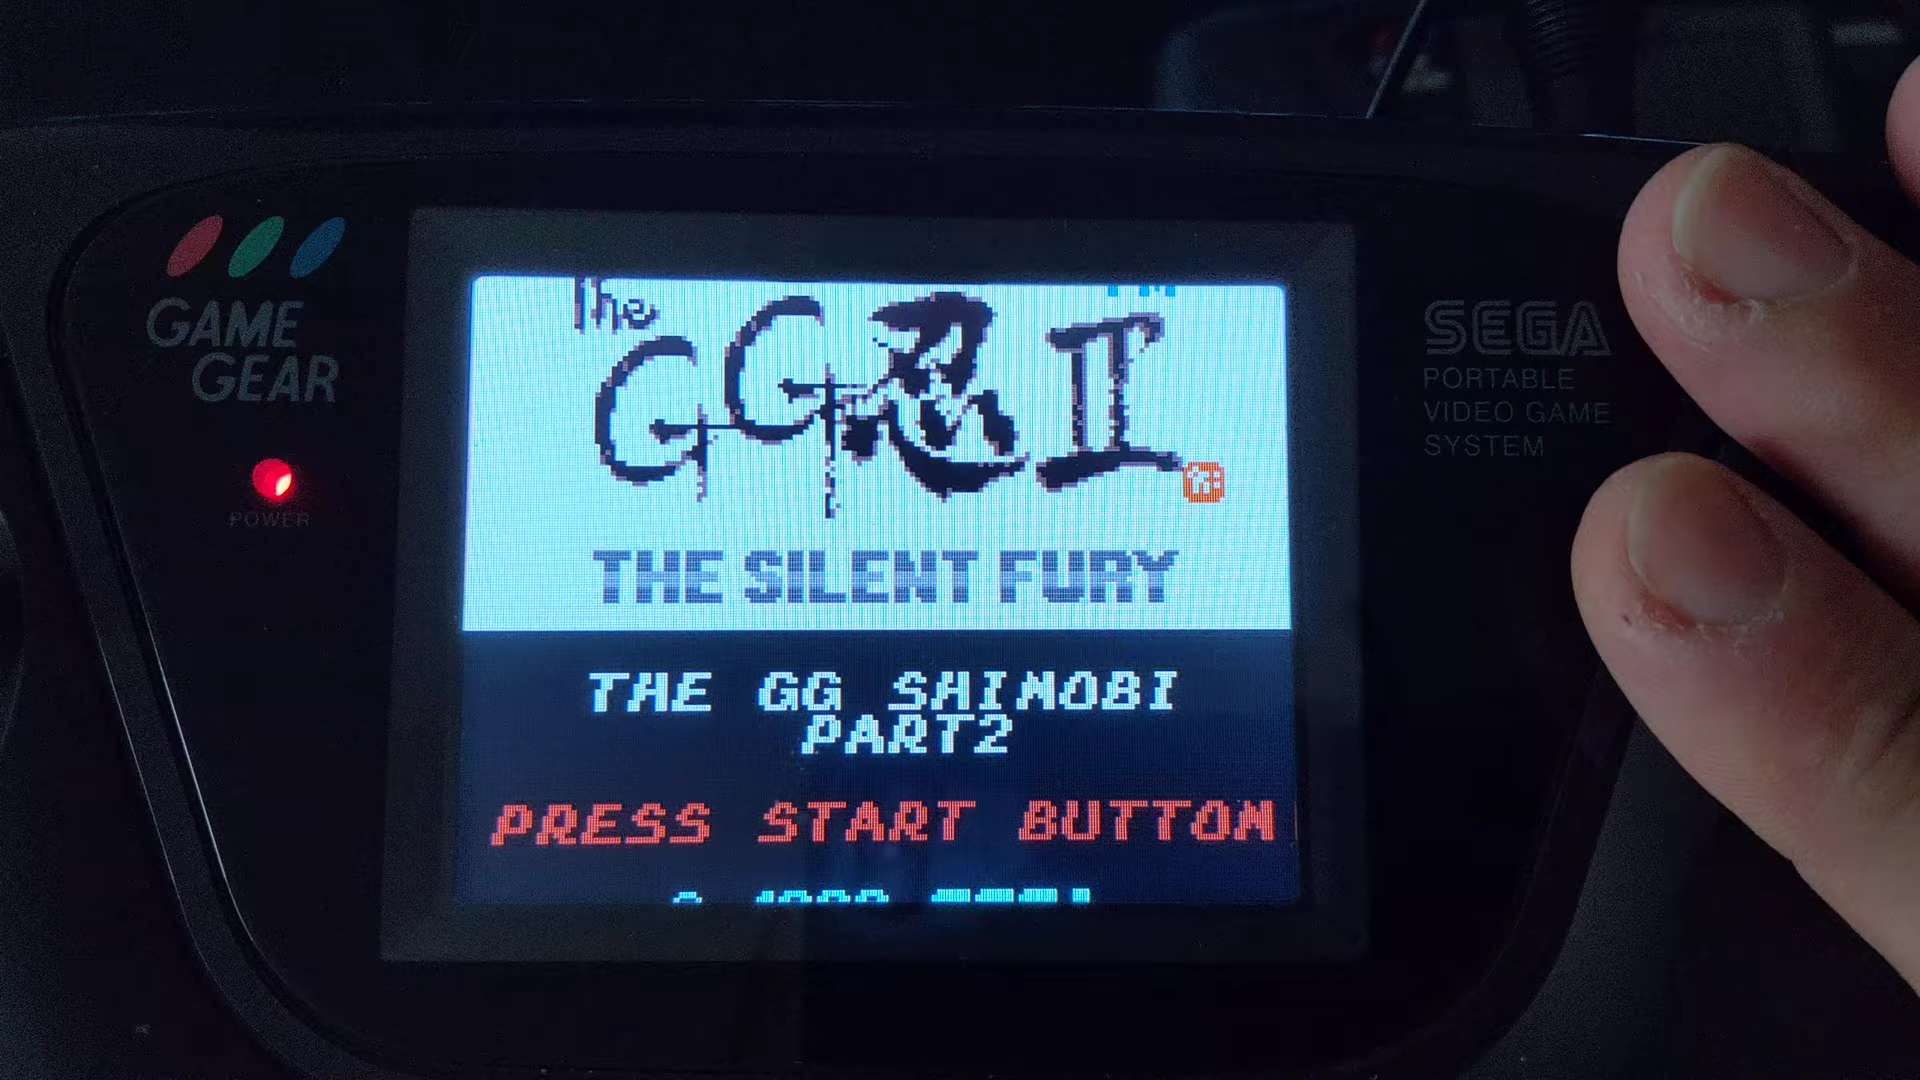 The
GG忍II
THE SILENT FURY
THE GG SHINOBI
PART2
PRESS START BUTTON
GAME
GEAR
POWER
SEGA
PORTABLE
VIDEO GAME
SYSTEM